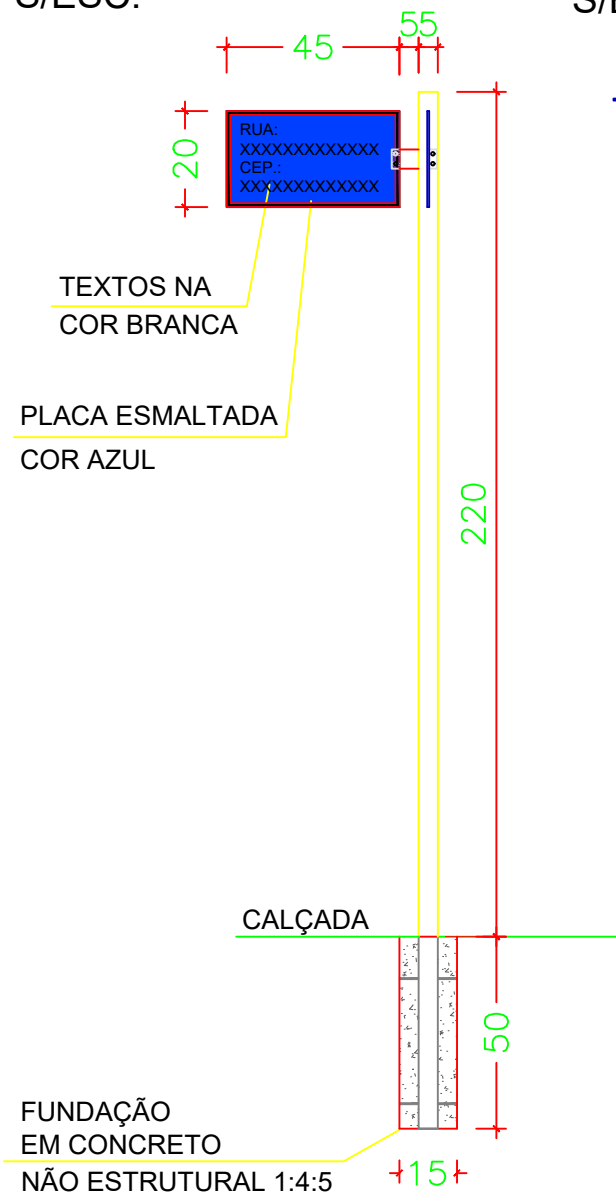 S/ESC.
S/E
55
45
20
RUA:
XXXXXXXXXXXXX
CEP.:
XXXXXXXXXXXXX
TEXTOS NA
COR BRANCA
PLACA ESMALTADA
COR AZUL
220
CALÇADA
50
FUNDAÇÃO
EM CONCRETO
NÃO ESTRUTURAL 1:4:5
15